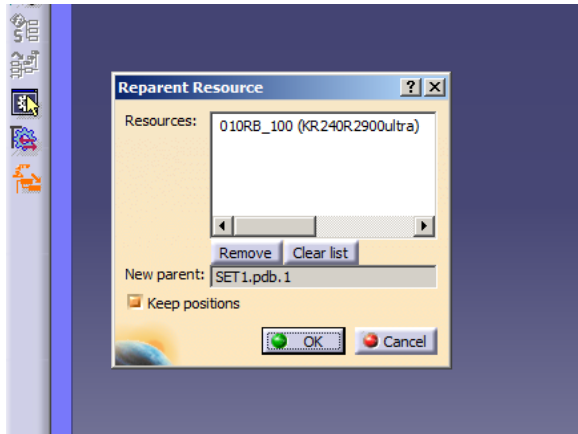 Reparent Resource
Resources:
010RB_100 (KR240R2900ultra)
Remove Clear list
New parent: SET1.pdb.1
Keep positions
OK Cancel